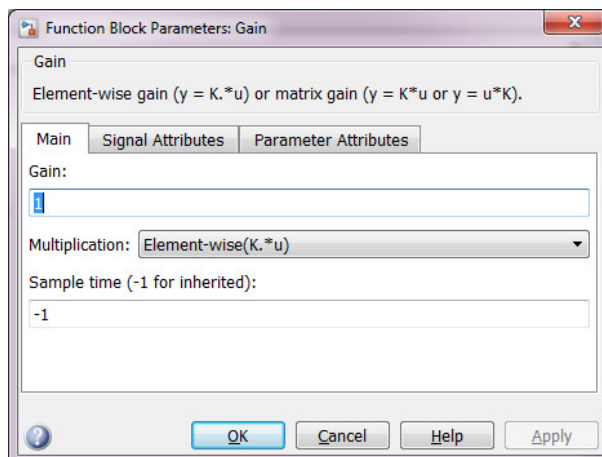 Function Block Parameters: Gain
Gain
Element-wise gain (y = K.*u) or matrix gain (y = K*u or y = u*K).
Main Signal Attributes Parameter Attributes
Gain:
1
Multiplication: Element-wise(K.*u)
Sample time (-1 for inherited):
-1
OK Cancel Help Apply